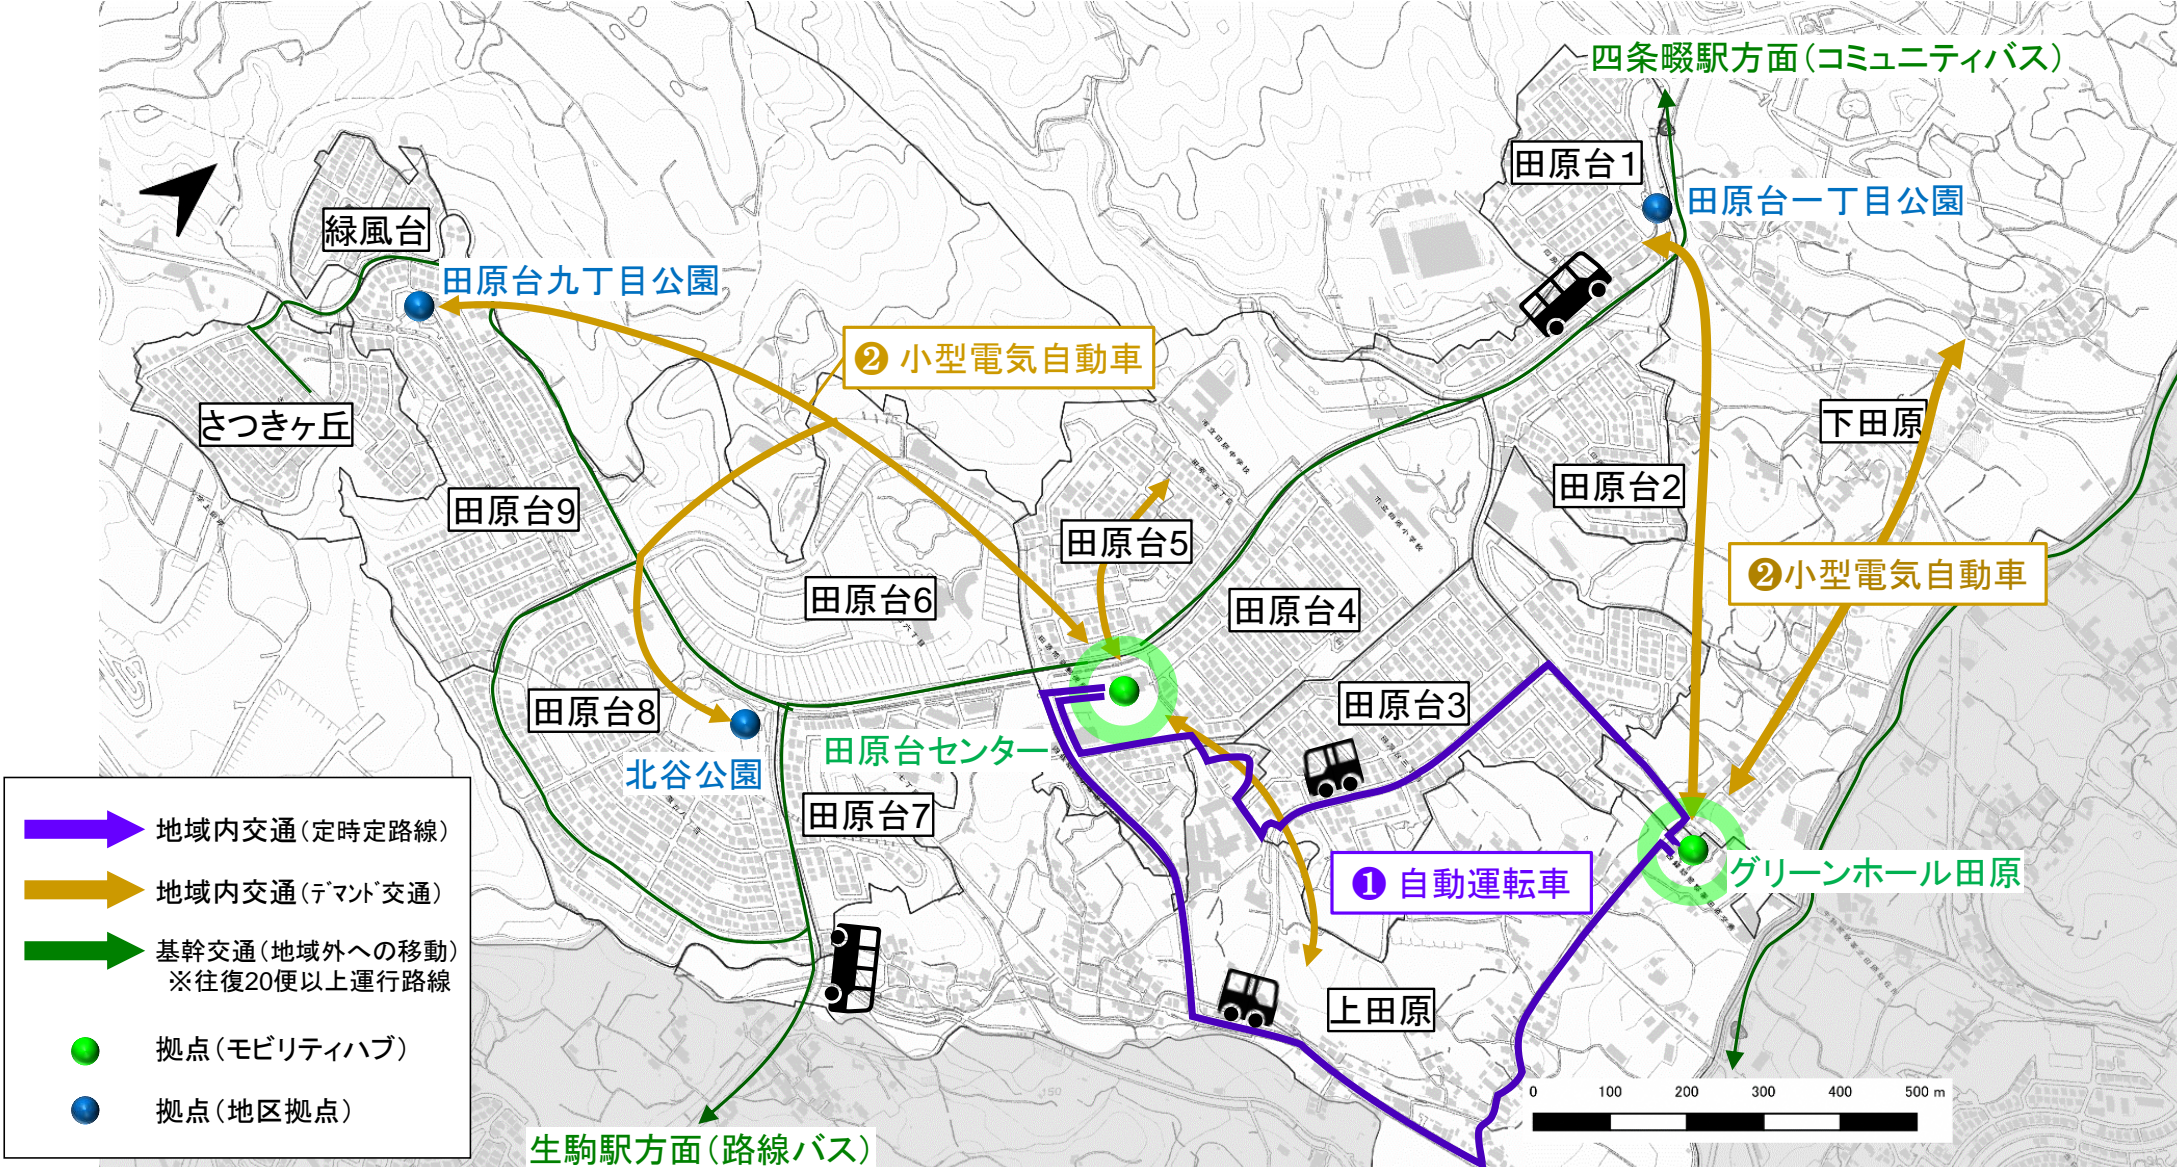 四条畷駅方面(コミュニティバス)
田原台1
田原台一丁目公園
緑風台
田原台九丁目公園
❷ 小型電気自動車
さつきヶ丘
下田原
田原台2
田原台9
田原台5
❷小型電気自動車
田原台6
田原台4
田原台8
田原台3
田原台センター
北谷公園
田原台7
❶ 自動運転車
グリーンホール田原
上田原
生駒駅方面(路線バス)
地域内交通(定時定路線)
地域内交通(デマンド交通)
基幹交通(地域外への移動)
※往復20便以上運行路線
拠点(モビリティハブ)
拠点(地区拠点)
0 100 200 300 400 500 m